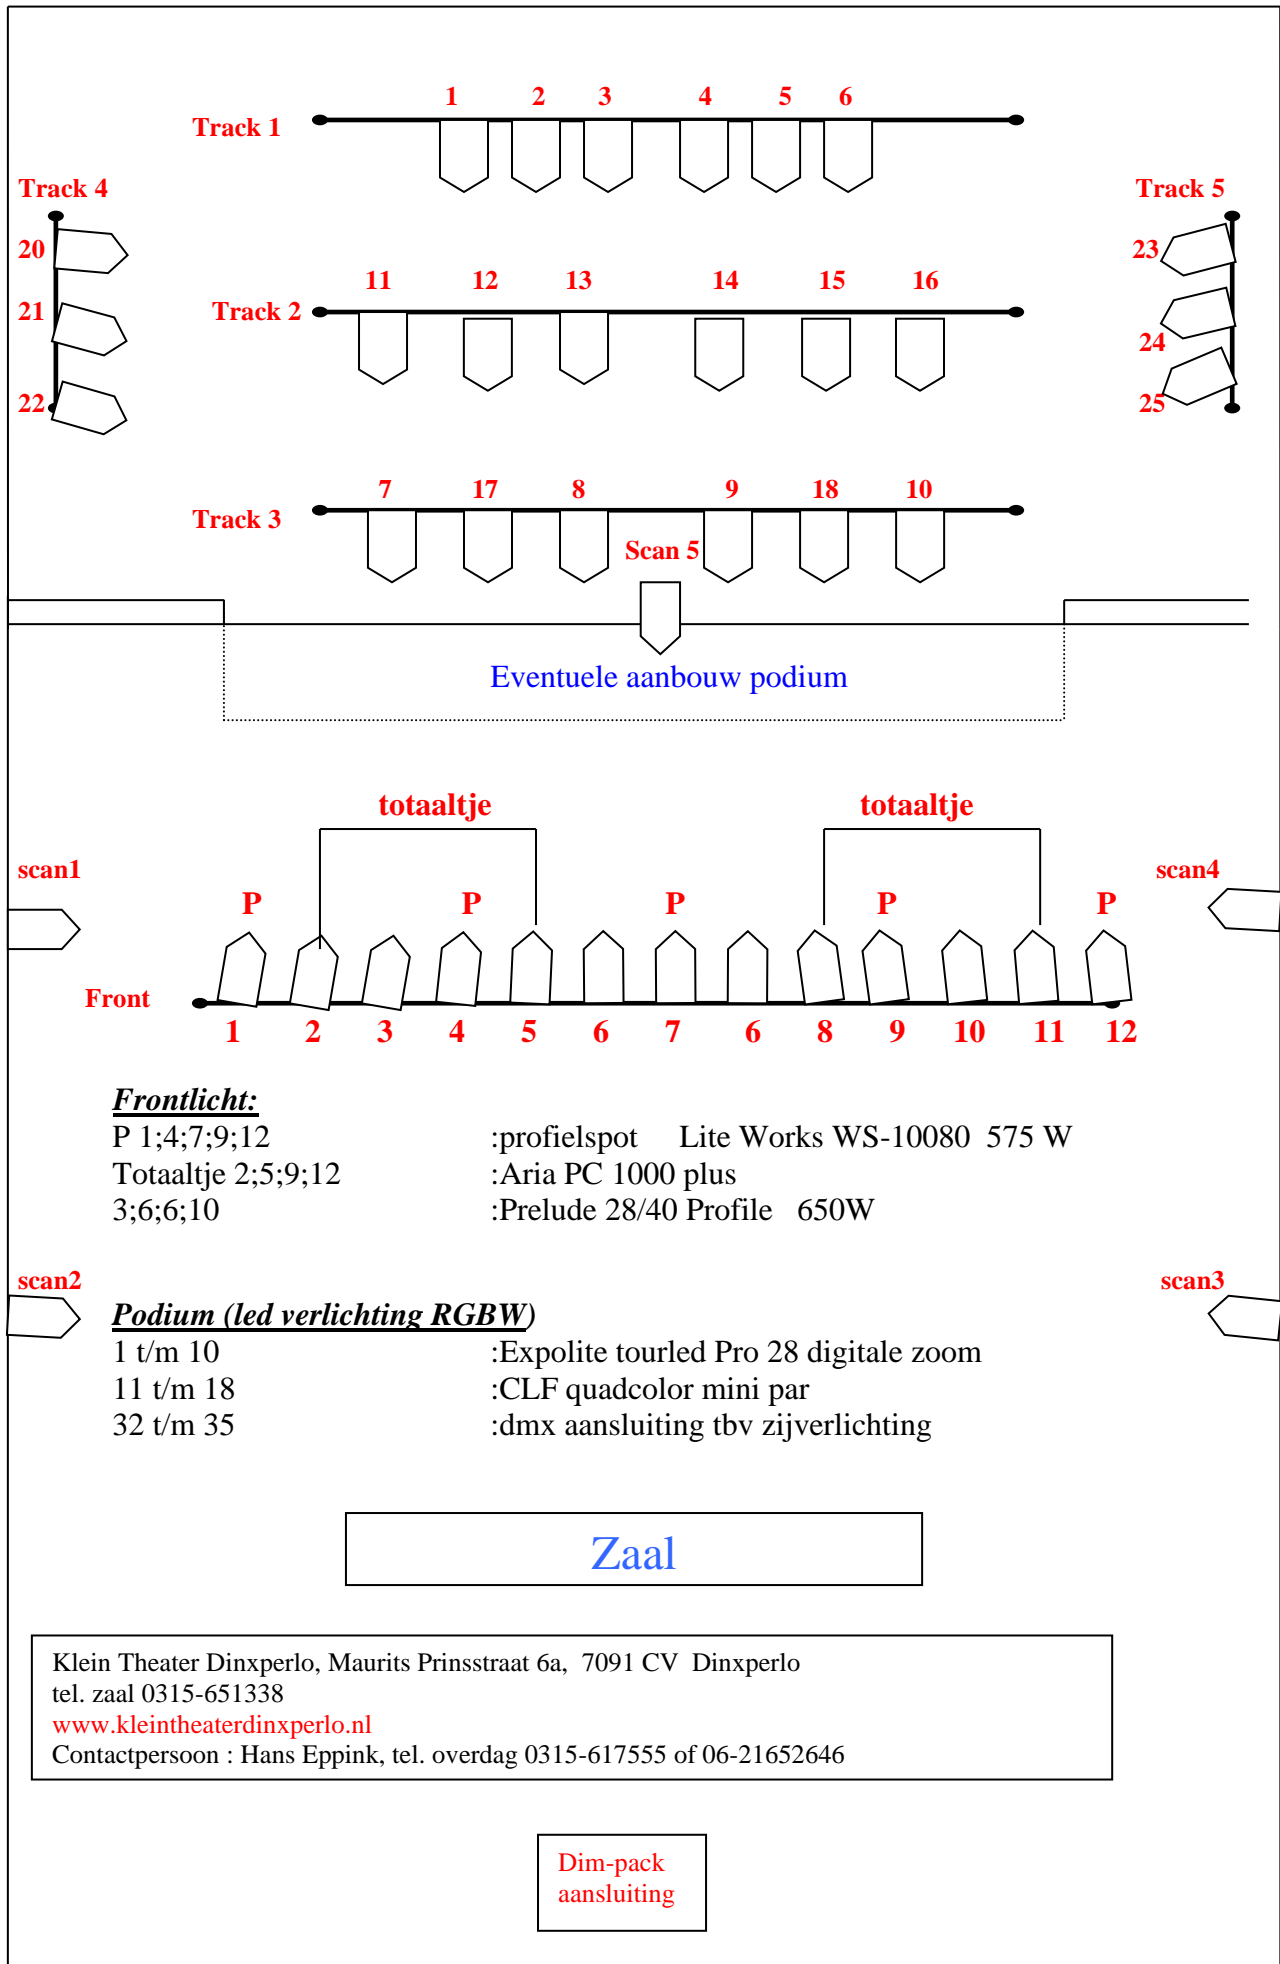 1 2 3 4 5 6
Track 1
Track 4
Track 5
20
23
11 12 13 14 15 16
21
Track 2
24
22
25
7 17 8 9 18 10
Track 3
Scan 5
Eventuele aanbouw podium
totaaltje totaaltje
scan1
scan4
P P P P P
Front
1 2 3 4 5 6 7 6 8 9 10 11 12
Frontlicht:
P 1;4;7;9;12 :profielspot Lite Works WS-10080 575 W
Totaaltje 2;5;9;12 :Aria PC 1000 plus
3;6;6;10 :Prelude 28/40 Profile 650W
scan2
scan3
Podium (led verlichting RGBW)
1 t/m 10 :Expolite tourled Pro 28 digitale zoom
11 t/m 18 :CLF quadcolor mini par
32 t/m 35 :dmx aansluiting tbv zijverlichting
Zaal
Klein Theater Dinxperlo, Maurits Prinsstraat 6a, 7091 CV Dinxperlo
tel. zaal 0315-651338
www.kleintheaterdinxperlo.nl
Contactpersoon : Hans Eppink, tel. overdag 0315-617555 of 06-21652646
Dim-pack
aansluiting